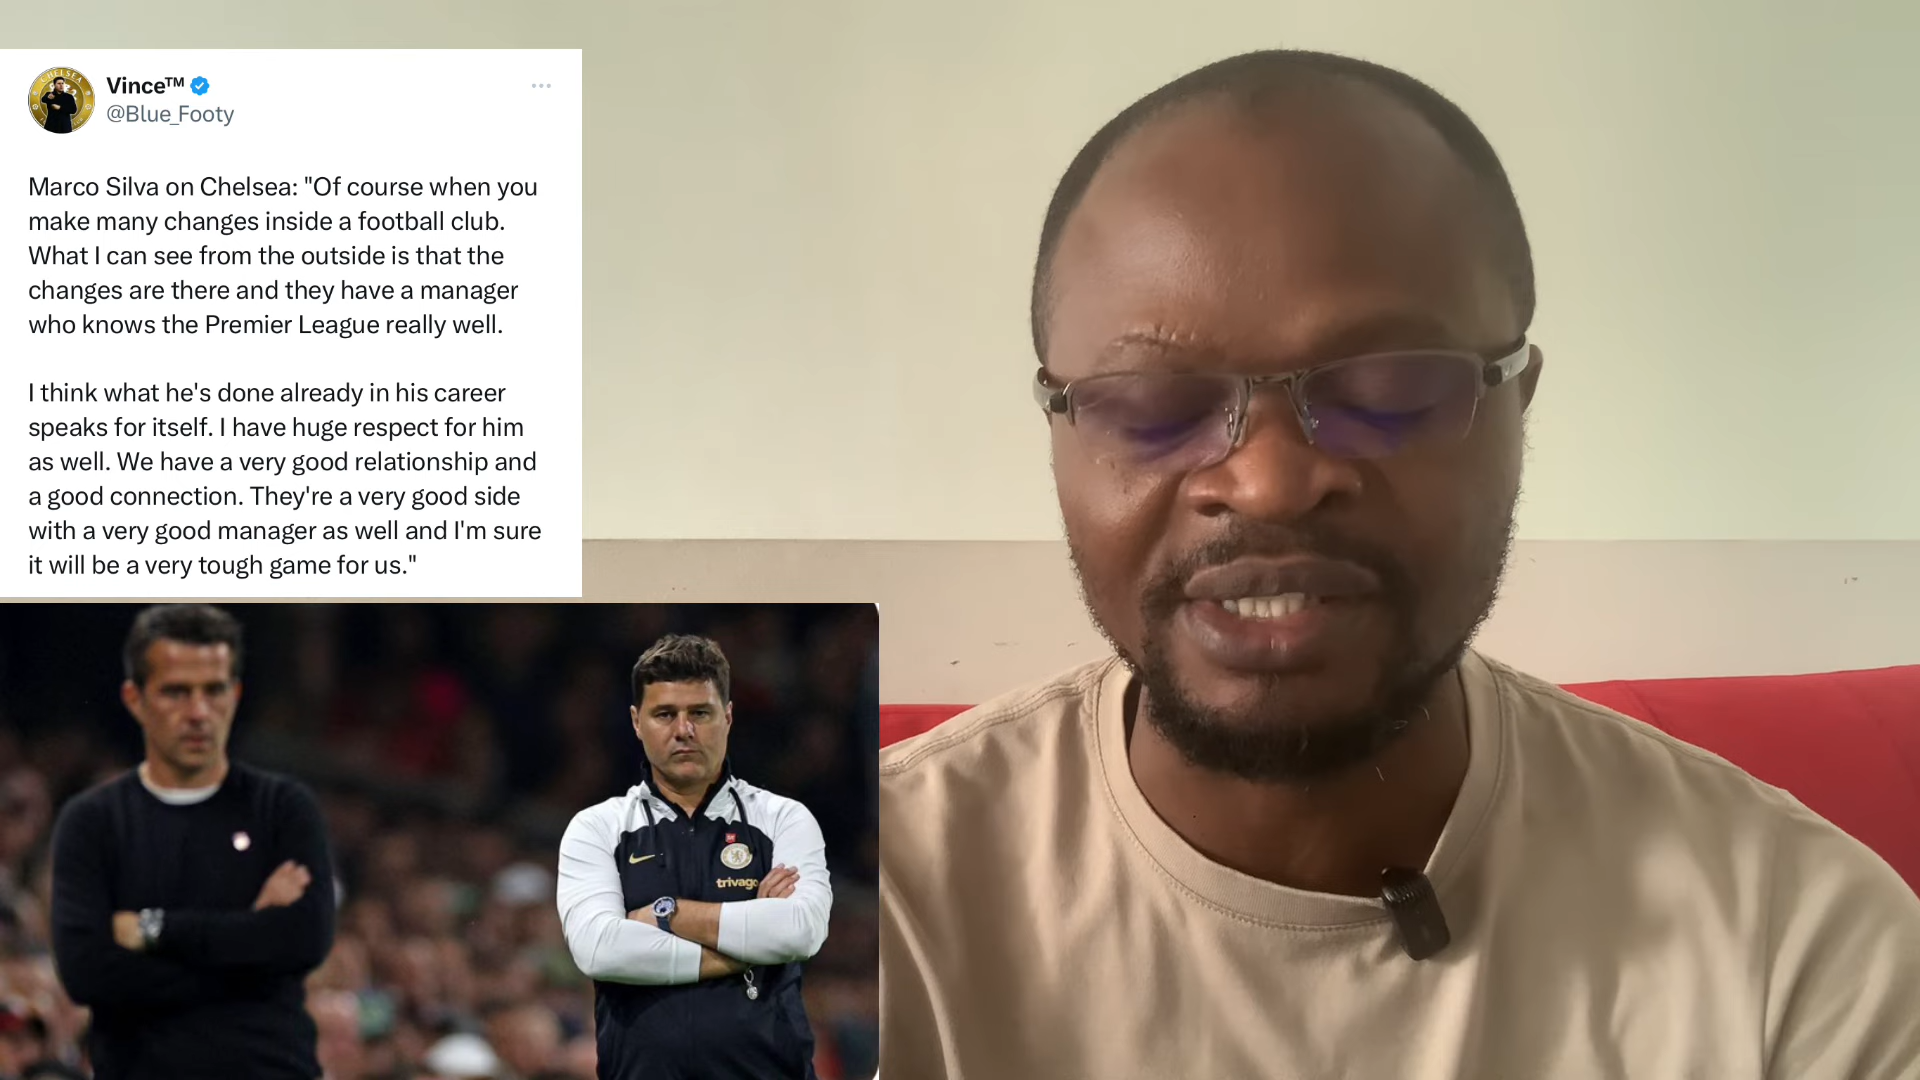 Vince™
@Blue_Footy
Marco Silva on Chelsea: "Of course when you
make many changes inside a football club.
What I can see from the outside is that the
changes are there and they have a manager
who knows the Premier League really well.
I think what he's done already in his career
speaks for itself. I have huge respect for him
as well. We have a very good relationship and
a good connection. They're a very good side
with a very good manager as well and I'm sure
it will be a very tough game for us."
CHELSEA
trivago